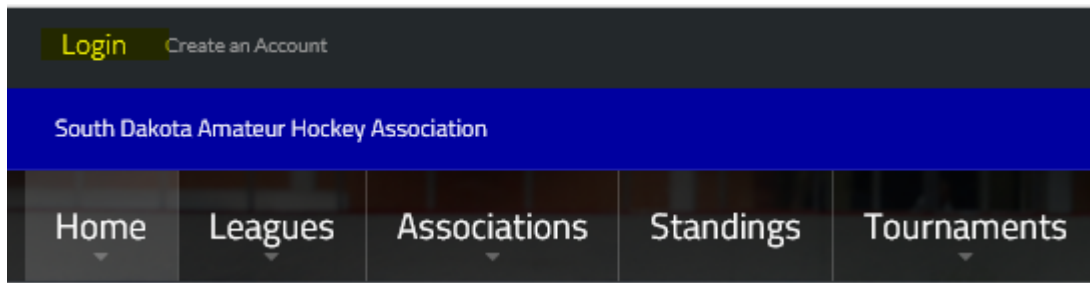 Login Create an Account
South Dakota Amateur Hockey Association
Home Leagues Associations Standings Tournaments